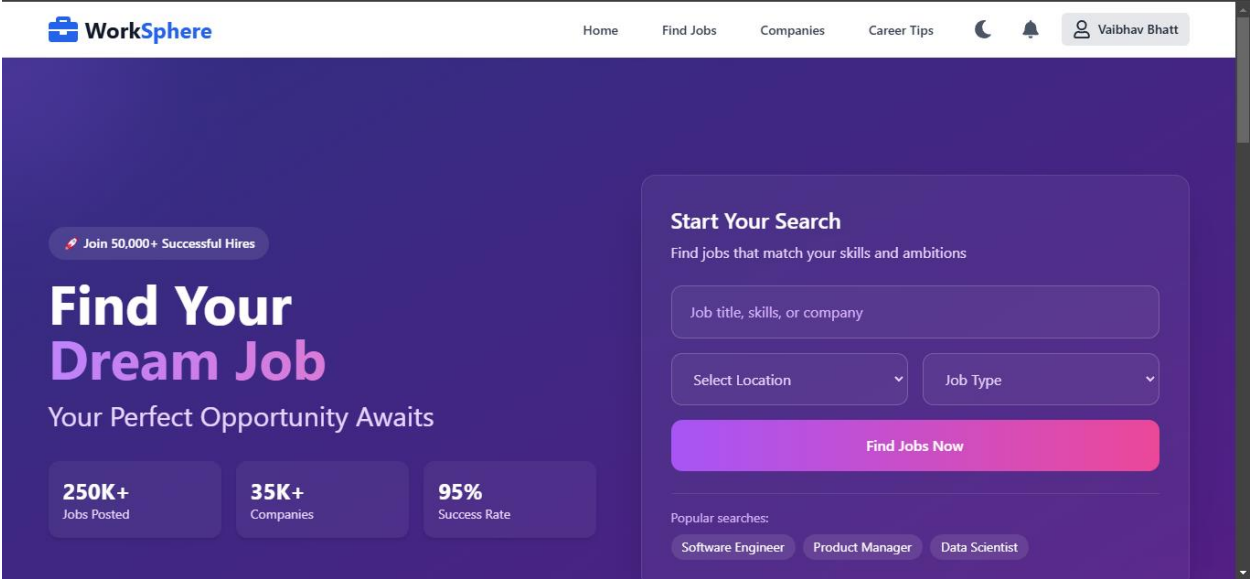 WorkSphere
Home
Find Jobs
Companies
Career Tips
Vaibhav Bhatt
🚀 Join 50,000+ Successful Hires
Find Your
Dream Job
Your Perfect Opportunity Awaits
250K+
Jobs Posted
35K+
Companies
95%
Success Rate
Start Your Search
Find jobs that match your skills and ambitions
Job title, skills, or company
Select Location
Job Type
Find Jobs Now
Popular searches:
Software Engineer
Product Manager
Data Scientist